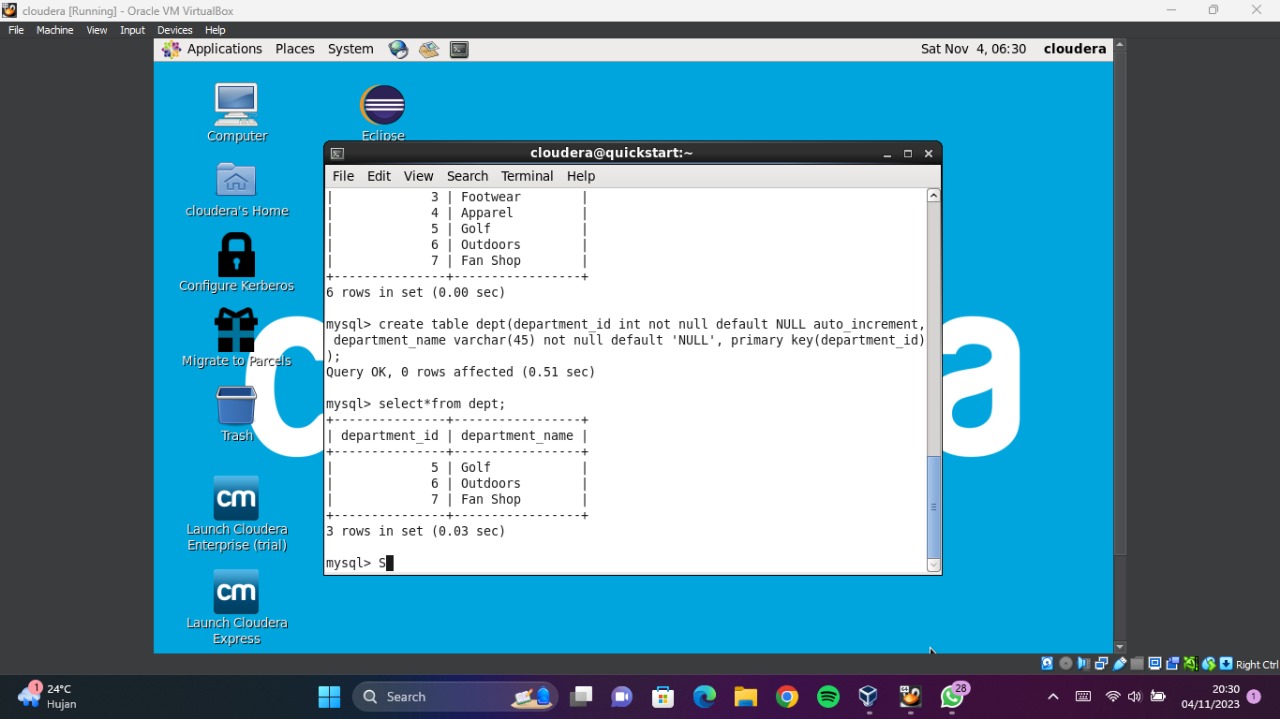 cloudera [Running] - Oracle VM VirtualBox
File Machine View Input Devices Help
Applications Places System Sat Nov 4, 06:30 cloudera
Computer
Eclipse
cloudera's Home
Configure Kerberos
Migrate to Parcels
Trash
cm
Launch Cloudera
Enterprise (trial)
cm
Launch Cloudera
Express
cloudera@quickstart:~
File Edit View Search Terminal Help
| 3 | Footwear |
| 4 | Apparel |
| 5 | Golf |
| 6 | Outdoors |
| 7 | Fan Shop |
+---------------+-----------------+
6 rows in set (0.00 sec)
mysql> create table dept(department_id int not null default NULL auto_increment,
department_name varchar(45) not null default 'NULL', primary key(department_id)
);
Query OK, 0 rows affected (0.51 sec)
mysql> select*from dept;
+---------------+-----------------+
| department_id | department_name |
+---------------+-----------------+
| 5 | Golf |
| 6 | Outdoors |
| 7 | Fan Shop |
+---------------+-----------------+
3 rows in set (0.03 sec)
mysql> S
c
a
Right Ctrl
1
24°C
Hujan
Search
28
20:30
04/11/2023
1